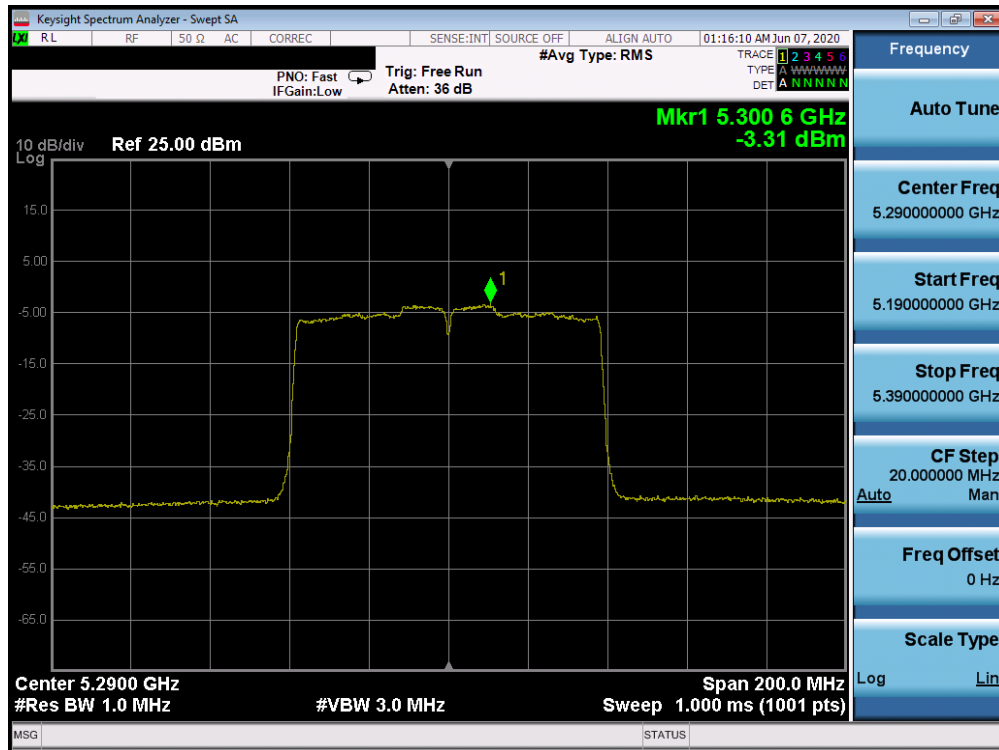 Keysight Spectrum Analyzer - Swept SA
LXI RL RF 50 Ω AC CORREC SENSE:INT SOURCE OFF ALIGN AUTO 01:16:10 AM Jun 07, 2020
#Avg Type: RMS
TRACE 1 2 3 4 5 6
PNO: Fast Trig: Free Run
TYPE A WWWWW
IFGain:Low Atten: 36 dB
DET A N N N N N
Mkr1 5.300 6 GHz
-3.31 dBm
10 dB/div Ref 25.00 dBm
Log
15.0
5.00
1
-5.00
-15.0
-25.0
-35.0
-45.0
-55.0
-65.0
Center 5.2900 GHz
Span 200.0 MHz
#Res BW 1.0 MHz
#VBW 3.0 MHz
Sweep 1.000 ms (1001 pts)
MSG
STATUS
Frequency
Auto Tune
Center Freq
5.290000000 GHz
Start Freq
5.190000000 GHz
Stop Freq
5.390000000 GHz
CF Step
20.000000 MHz
Auto Man
Freq Offset
0 Hz
Scale Type
Log Lin